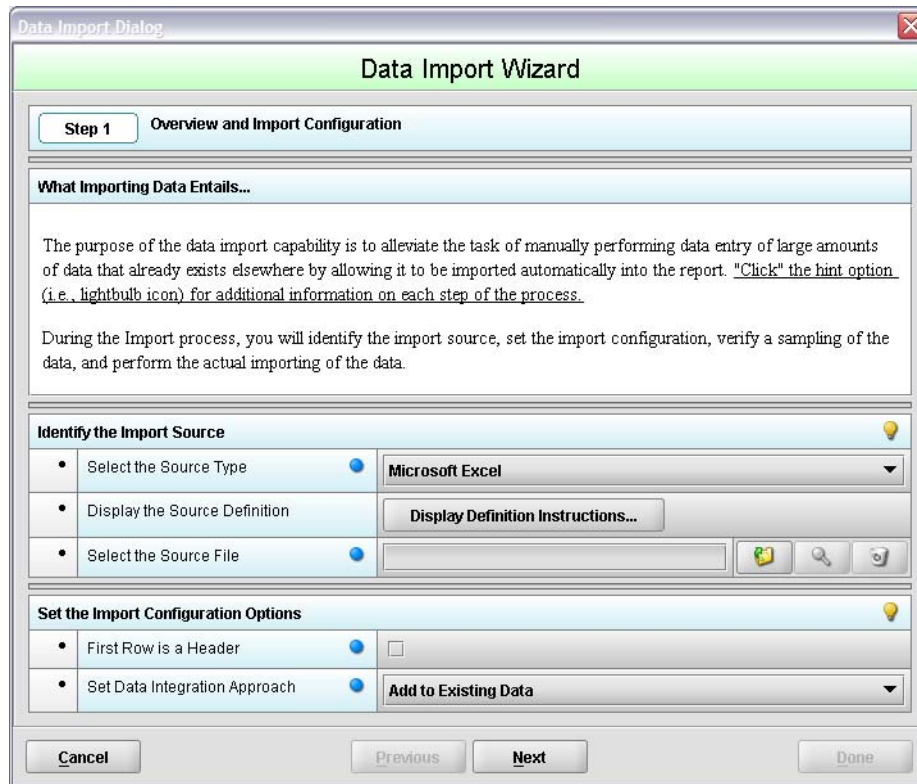 Data Import Dialog
Data Import Wizard
Step 1
Overview and Import Configuration
What Importing Data Entails...
The purpose of the data import capability is to alleviate the task of manually performing data entry of large amounts
of data that already exists elsewhere by allowing it to be imported automatically into the report. "Click" the hint option
(i.e., lightbulb icon) for additional information on each step of the process.
During the Import process, you will identify the import source, set the import configuration, verify a sampling of the
data, and perform the actual importing of the data.
Identify the Import Source
Select the Source Type
Microsoft Excel
Display the Source Definition
Display Definition Instructions...
Select the Source File
Set the Import Configuration Options
First Row is a Header
Set Data Integration Approach
Add to Existing Data
Cancel
Previous
Next
Done